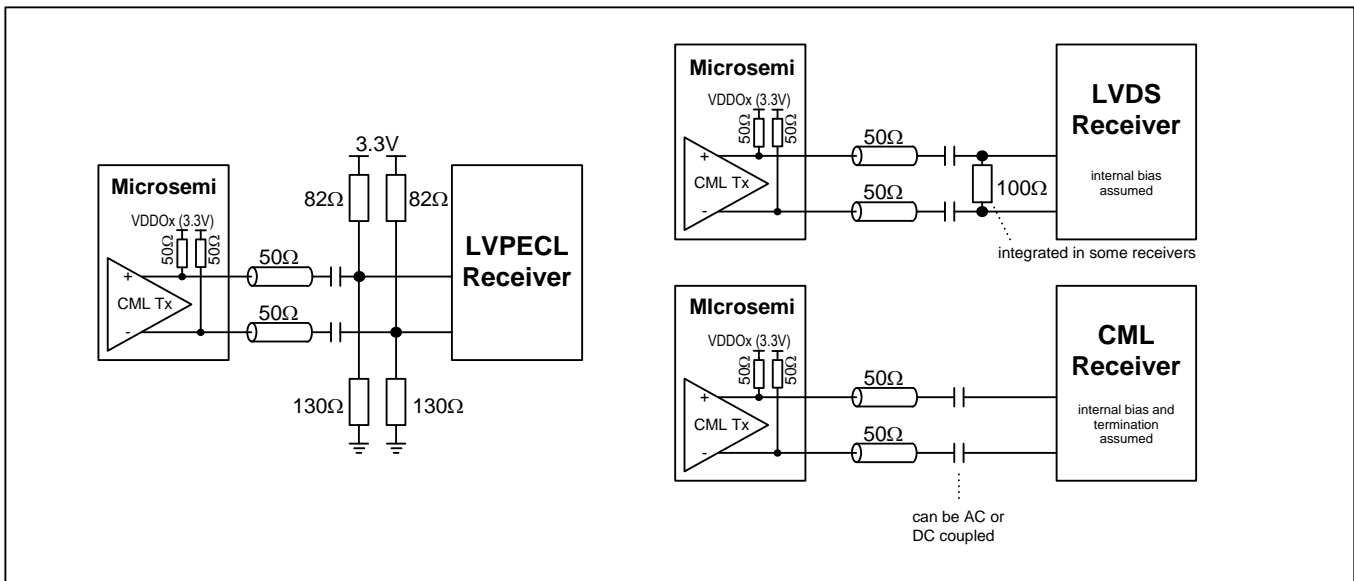 Microsemi
VDDOx (3.3V)
50Ω
50Ω
+
CML Tx
-
50Ω
50Ω
3.3V
82Ω
82Ω
130Ω
130Ω
LVPECL
Receiver
Microsemi
VDDOx (3.3V)
50Ω
50Ω
+
CML Tx
-
50Ω
50Ω
100Ω
integrated in some receivers
LVDS
Receiver
internal bias
assumed
MIcrosemi
VDDOx (3.3V)
50Ω
50Ω
+
CML Tx
-
50Ω
50Ω
can be AC or
DC coupled
CML
Receiver
internal bias and
termination
assumed